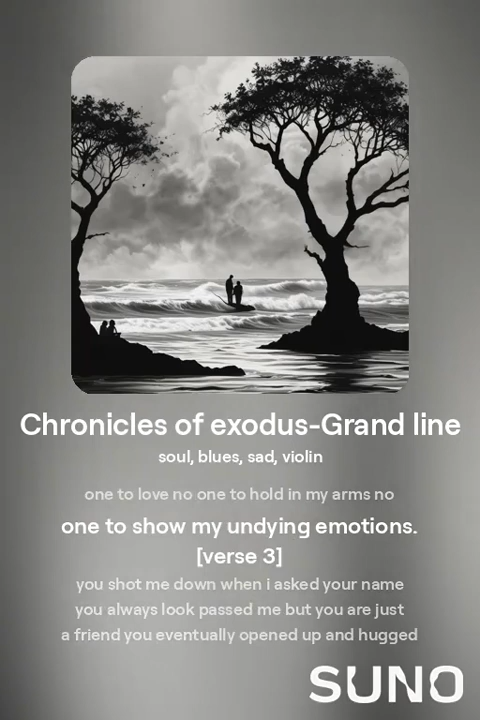 Chronicles of exodus-Grand line
soul, blues, sad, violin
one to love no one to hold in my arms no
one to show my undying emotions.
[verse 3]
you shot me down when i asked your name
you always look passed me but you are just
a friend you eventually opened up and hugged
SUNO